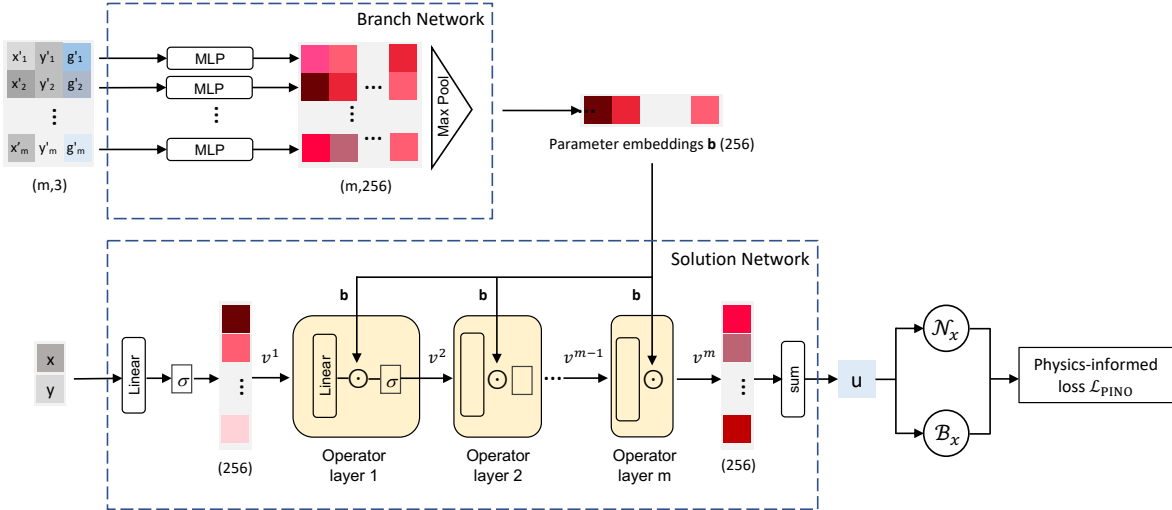 Branch Network
x'₁ y'₁ g'₁
x'₂ y'₂ g'₂
⋮
x'ₘ y'ₘ g'ₘ
(m,3)
MLP
MLP
⋮
MLP
...
⋮
...
(m,256)
Max Pool
...
Parameter embeddings b (256)
Solution Network
b
b
b
x
y
Linear
σ
⋮
(256)
v¹
Linear
⊙
σ
Operator
layer 1
v²
⊙
Operator
layer 2
...
vᵐ⁻¹
⊙
Operator
layer m
vᵐ
⋮
(256)
sum
u
𝒩ₓ
ℬₓ
Physics-informed
loss ℒ_PINO